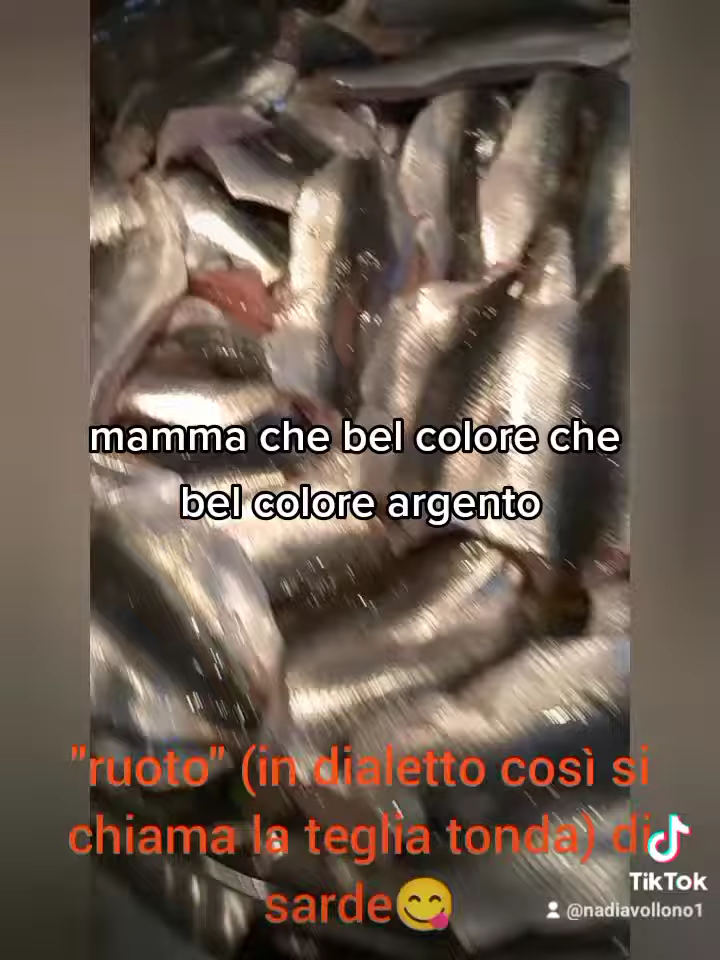 mamma che bel colore che
bel colore argento
"ruoto" (in dialetto così si
chiama la teglia tonda) di
sarde😋
TikTok
@nadiavollono1